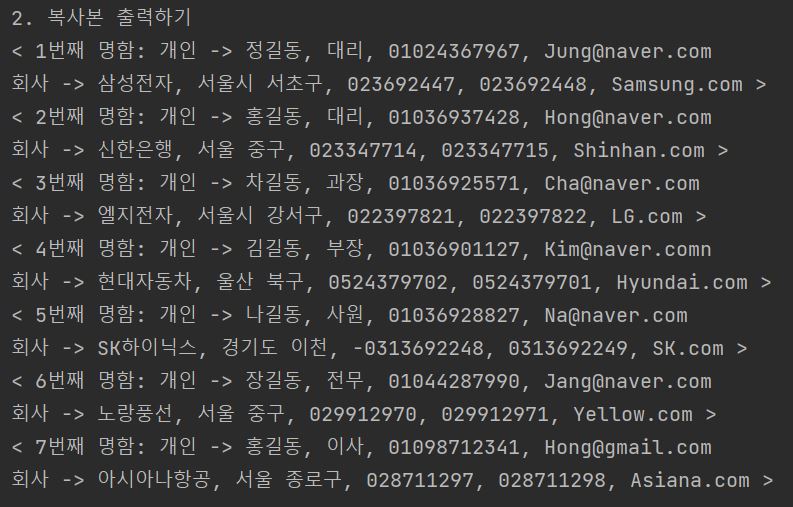 2. 복사본 출력하기
< 1번째 명함: 개인 -> 정길동, 대리, 01024367967, Jung@naver.com
회사 -> 삼성전자, 서울시 서초구, 023692447, 023692448, Samsung.com >
< 2번째 명함: 개인 -> 홍길동, 대리, 01036937428, Hong@naver.com
회사 -> 신한은행, 서울 중구, 023347714, 023347715, Shinhan.com >
< 3번째 명함: 개인 -> 차길동, 과장, 01036925571, Cha@naver.com
회사 -> 엘지전자, 서울시 강서구, 022397821, 022397822, LG.com >
< 4번째 명함: 개인 -> 김길동, 부장, 01036901127, Kim@naver.comn
회사 -> 현대자동차, 울산 북구, 0524379702, 0524379701, Hyundai.com >
< 5번째 명함: 개인 -> 나길동, 사원, 01036928827, Na@naver.com
회사 -> SK하이닉스, 경기도 이천, -0313692248, 0313692249, SK.com >
< 6번째 명함: 개인 -> 장길동, 전무, 01044287990, Jang@naver.com
회사 -> 노랑풍선, 서울 중구, 029912970, 029912971, Yellow.com >
< 7번째 명함: 개인 -> 홍길동, 이사, 01098712341, Hong@gmail.com
회사 -> 아시아나항공, 서울 종로구, 028711297, 028711298, Asiana.com >